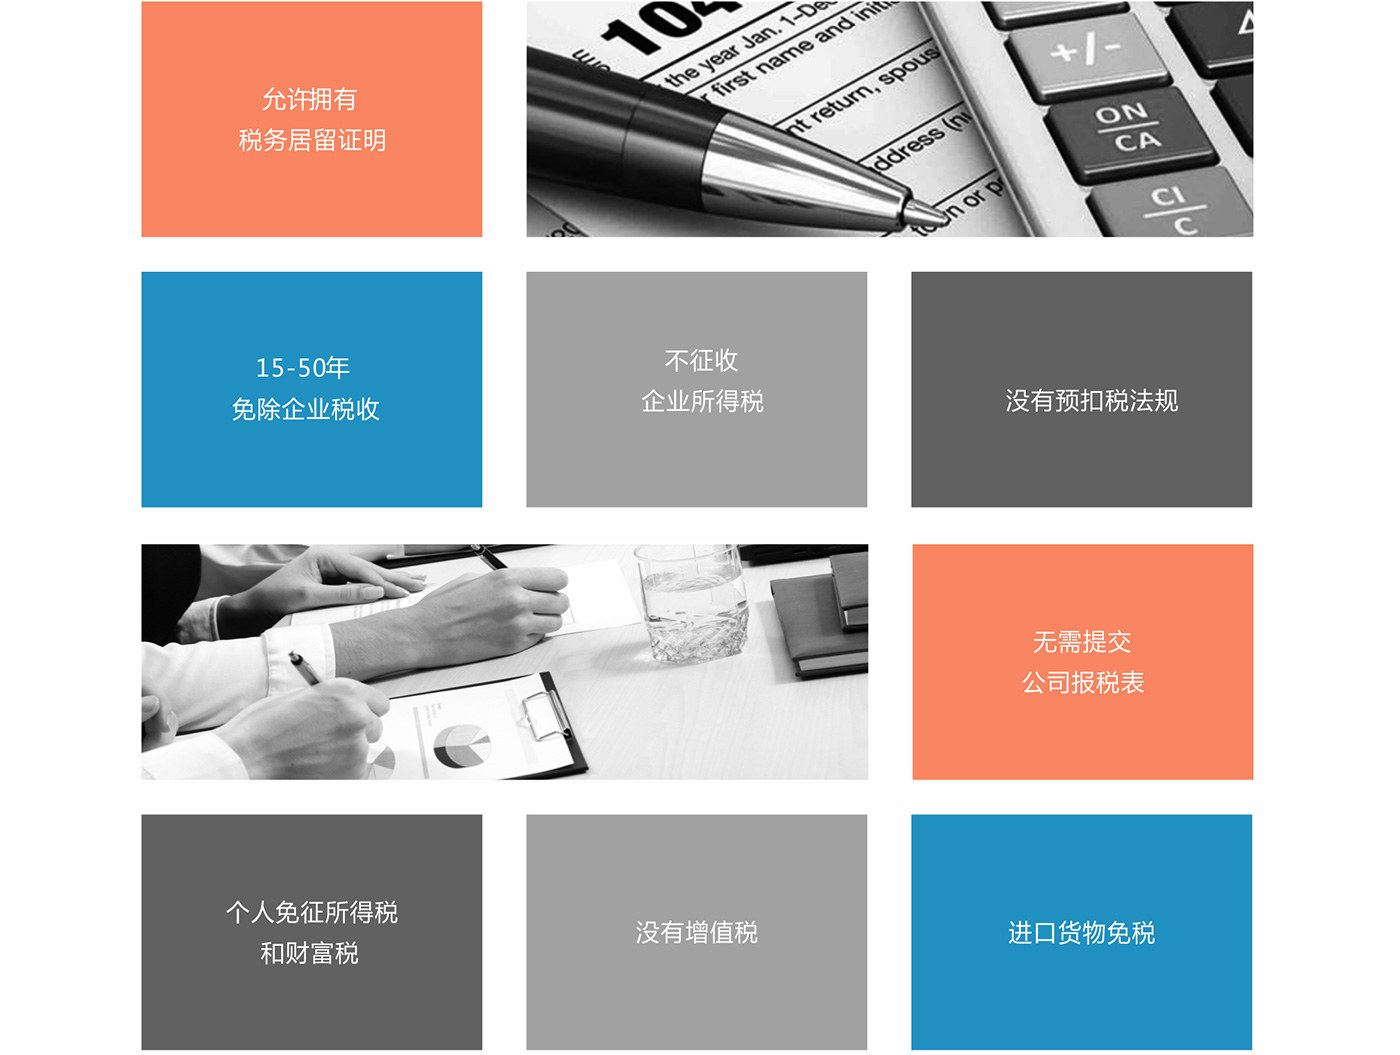 允许拥有
税务居留证明
104
the year Jan. 1–Dec
r first name and initi
nt return, spous
ddress (n
n or p
+/-
ON
CA
CI
C
15-50年
免除企业税收
不征收
企业所得税
没有预扣税法规
无需提交
公司报税表
个人免征所得税
和财富税
没有增值税
进口货物免税